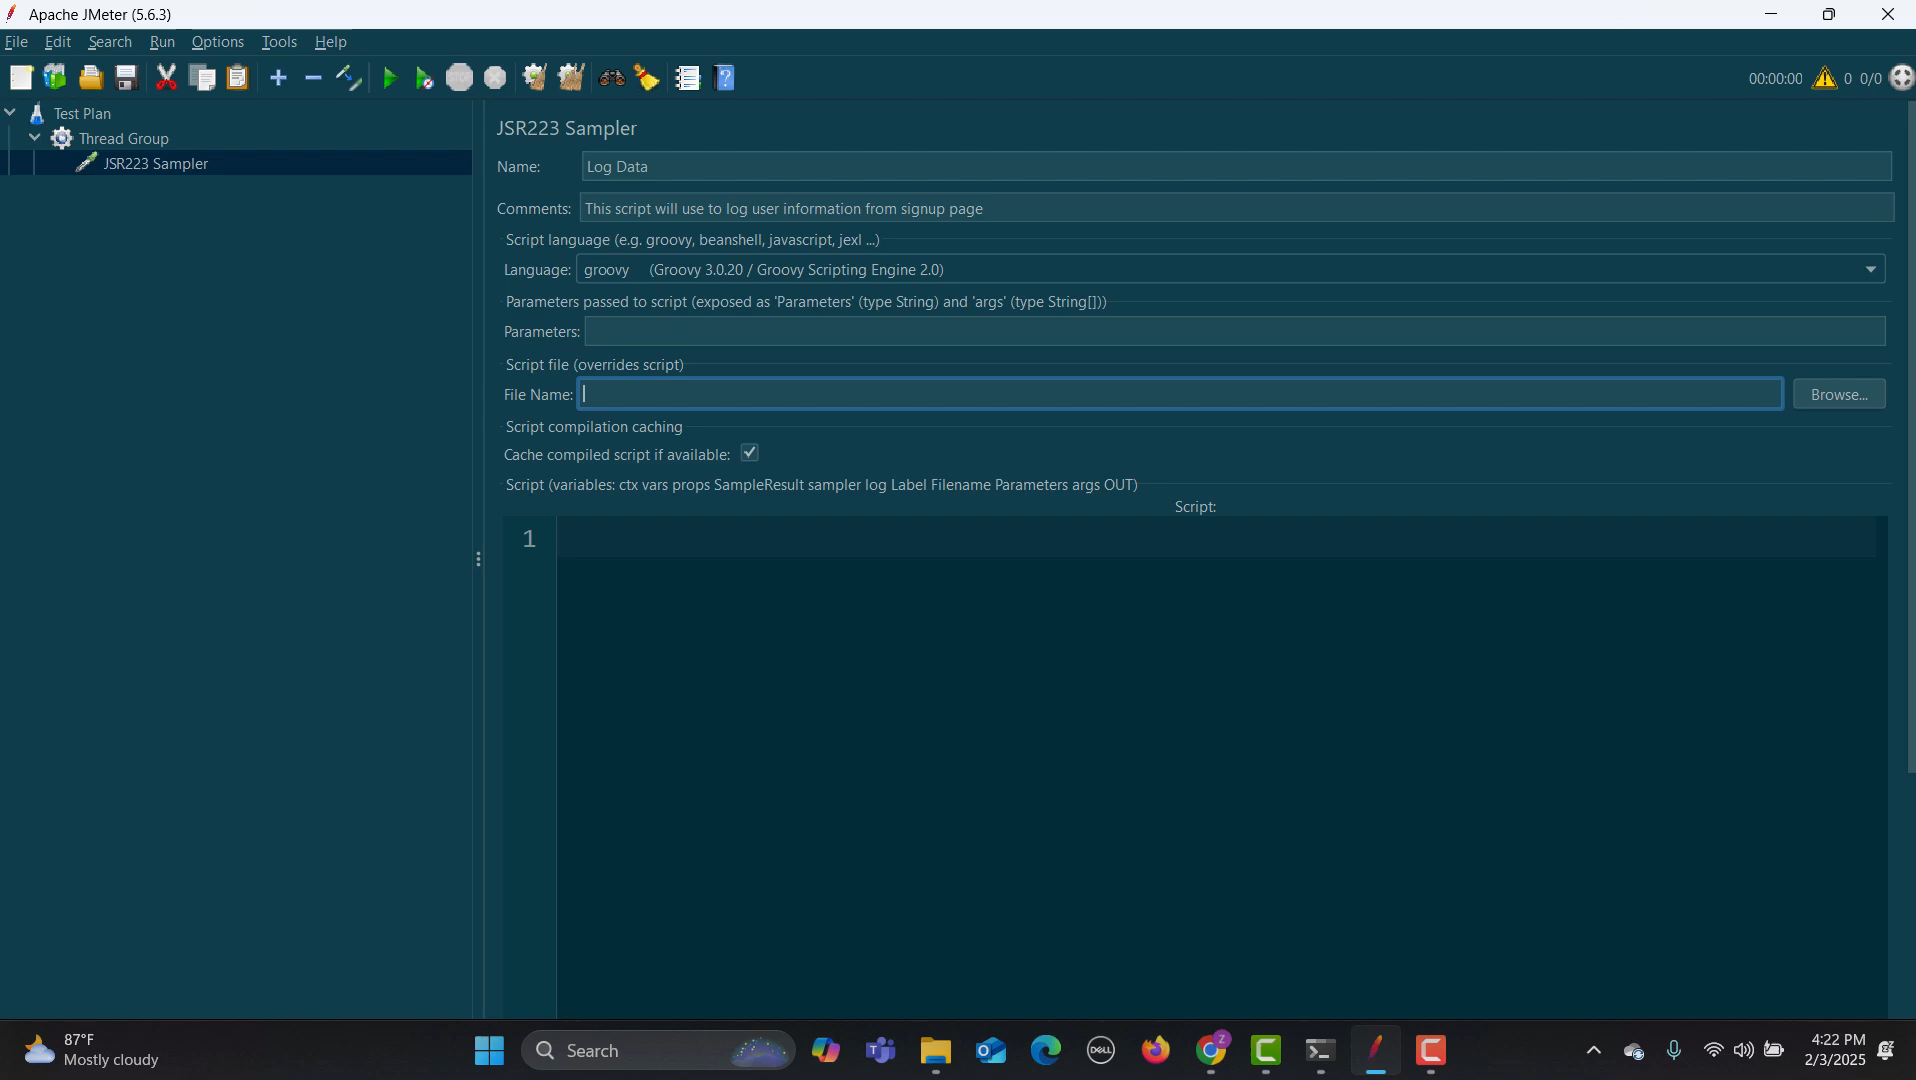 Apache JMeter (5.6.3)
File Edit Search Run Options Tools Help
STOP
00:00:00 0 0/0
Test Plan
Thread Group
JSR223 Sampler
JSR223 Sampler
Name: Log Data
Comments: This script will use to log user information from signup page
Script language (e.g. groovy, beanshell, javascript, jexl ...)
Language: groovy (Groovy 3.0.20 / Groovy Scripting Engine 2.0)
Parameters passed to script (exposed as 'Parameters' (type String) and 'args' (type String[]))
Parameters:
Script file (overrides script)
File Name: Browse...
Script compilation caching
Cache compiled script if available:
Script (variables: ctx vars props SampleResult sampler log Label Filename Parameters args OUT)
Script:
1
87°F
Mostly cloudy
Search
DELL
Z
4:22 PM
2/3/2025